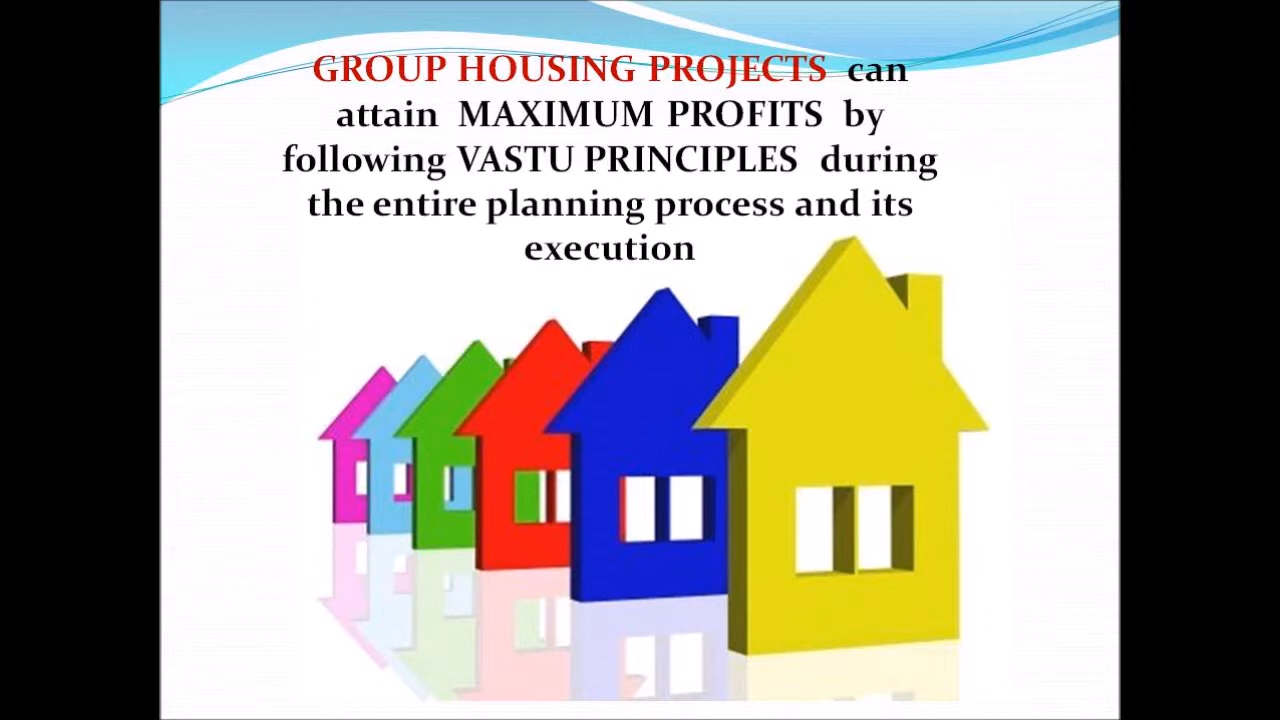 GROUP HOUSING PROJECTS can
attain MAXIMUM PROFITS by
following VASTU PRINCIPLES during
the entire planning process and its
execution